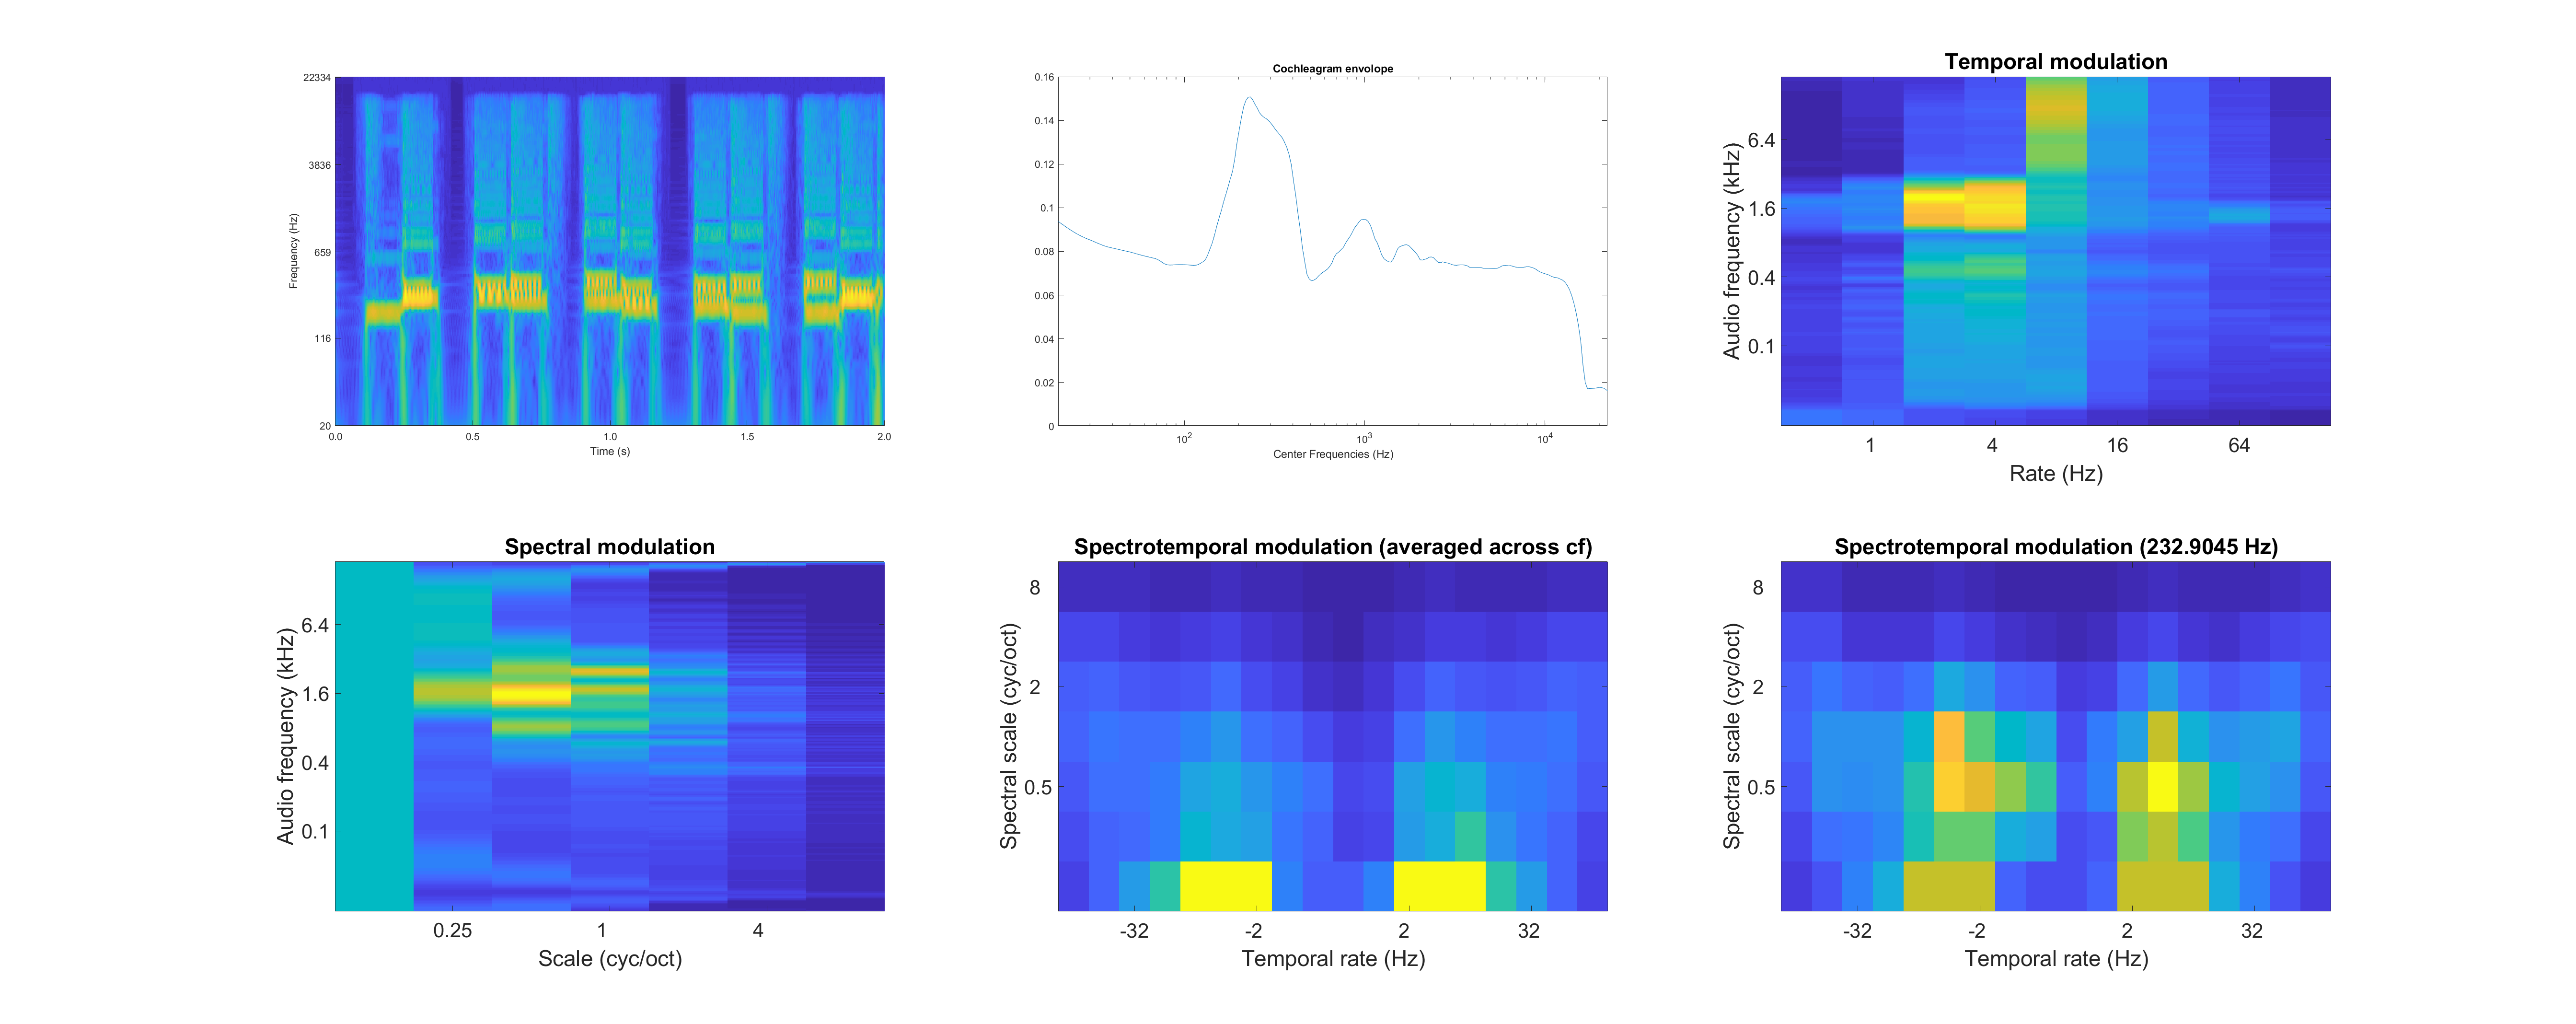 22334
3836
659
116
20
Frequency (Hz)
0.0 0.5 1.0 1.5 2.0
Time (s)
Cochleagram envolope
0.16
0.14
0.12
0.1
0.08
0.06
0.04
0.02
0
10^2 10^3 10^4
Center Frequencies (Hz)
Temporal modulation
6.4
1.6
0.4
0.1
Audio frequency (kHz)
1 4 16 64
Rate (Hz)
Spectral modulation
6.4
1.6
0.4
0.1
Audio frequency (kHz)
0.25 1 4
Scale (cyc/oct)
Spectrotemporal modulation (averaged across cf)
8
2
0.5
Spectral scale (cyc/oct)
-32 -2 2 32
Temporal rate (Hz)
Spectrotemporal modulation (232.9045 Hz)
8
2
0.5
Spectral scale (cyc/oct)
-32 -2 2 32
Temporal rate (Hz)